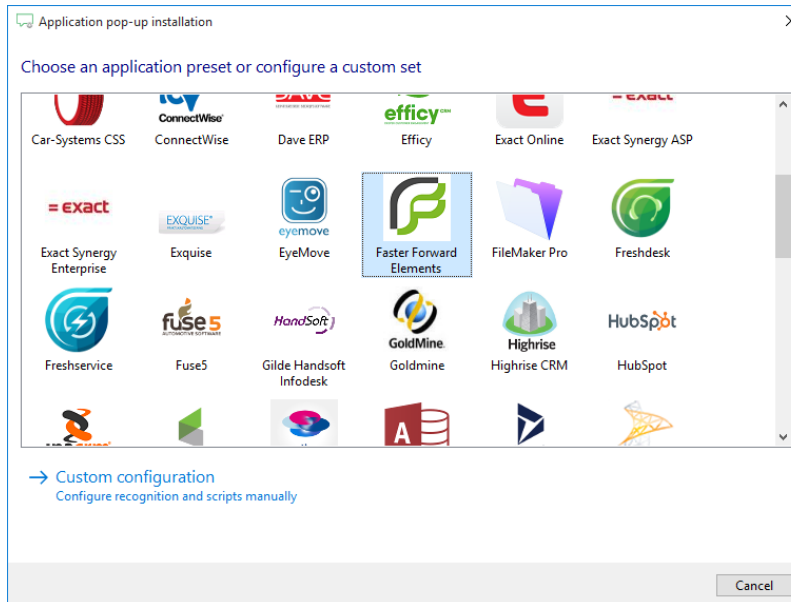 Application pop-up installation
Choose an application preset or configure a custom set
ConnectWise
efficy CRM
Car-Systems CSS
ConnectWise
Dave ERP
Efficy
Exact Online
Exact Synergy ASP
= exact
EXQUISE
eyemove
Exact Synergy
Enterprise
Exquise
EyeMove
Faster Forward
Elements
FileMaker Pro
Freshdesk
fuse5
AUTOMOTIVE SOFTWARE
HandSoft
GoldMine
Highrise
HubSpot
Freshservice
Fuse5
Gilde Handsoft
Infodesk
Goldmine
Highrise CRM
HubSpot
A
Custom configuration
Configure recognition and scripts manually
Cancel